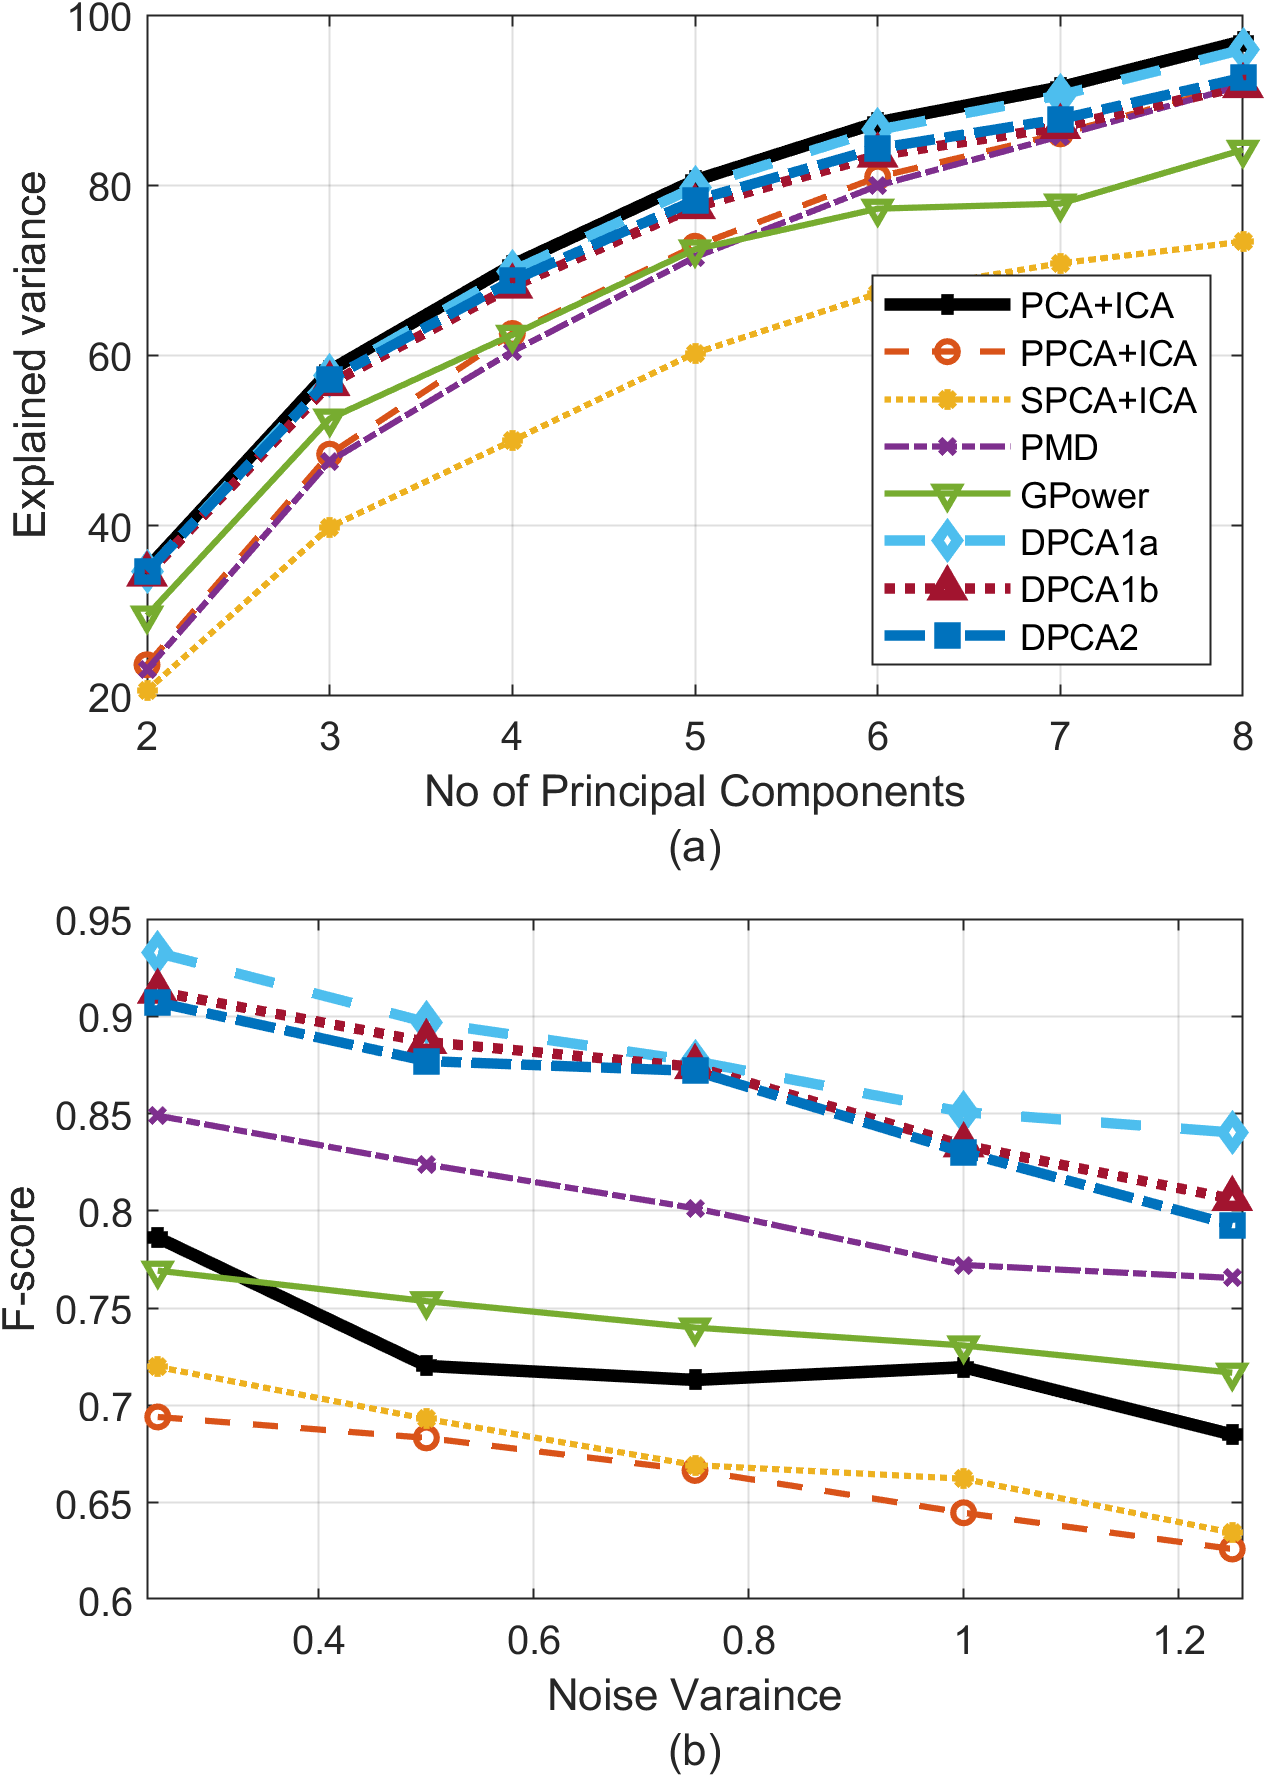 100
80
60
40
20
Explained variance
2 3 4 5 6 7 8
No of Principal Components
(a)
PCA+ICA
PPCA+ICA
SPCA+ICA
PMD
GPower
DPCA1a
DPCA1b
DPCA2
0.95
0.9
0.85
0.8
0.75
0.7
0.65
0.6
F-score
0.4 0.6 0.8 1 1.2
Noise Varaince
(b)